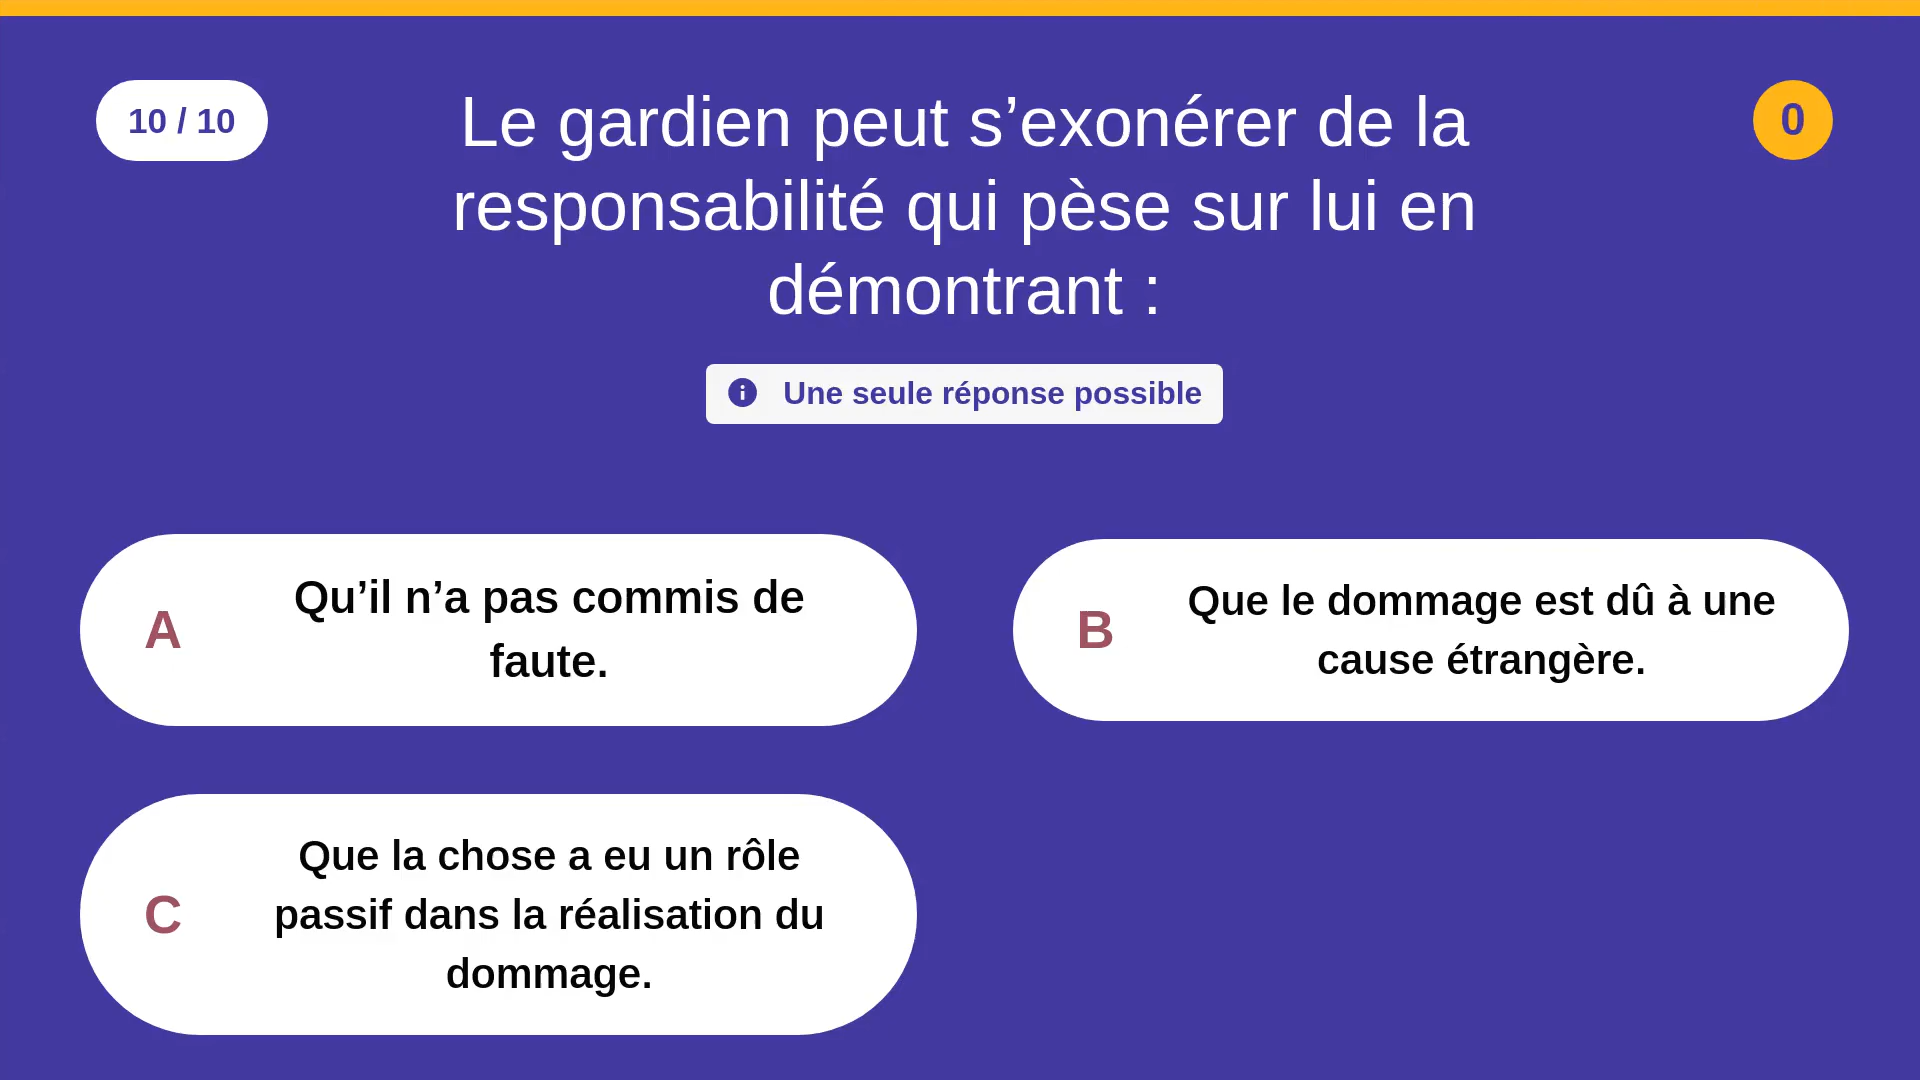 10 / 10
Le gardien peut s’exonérer de la
responsabilité qui pèse sur lui en
démontrant :
0
Une seule réponse possible
A
Qu’il n’a pas commis de
faute.
B
Que le dommage est dû à une
cause étrangère.
C
Que la chose a eu un rôle
passif dans la réalisation du
dommage.